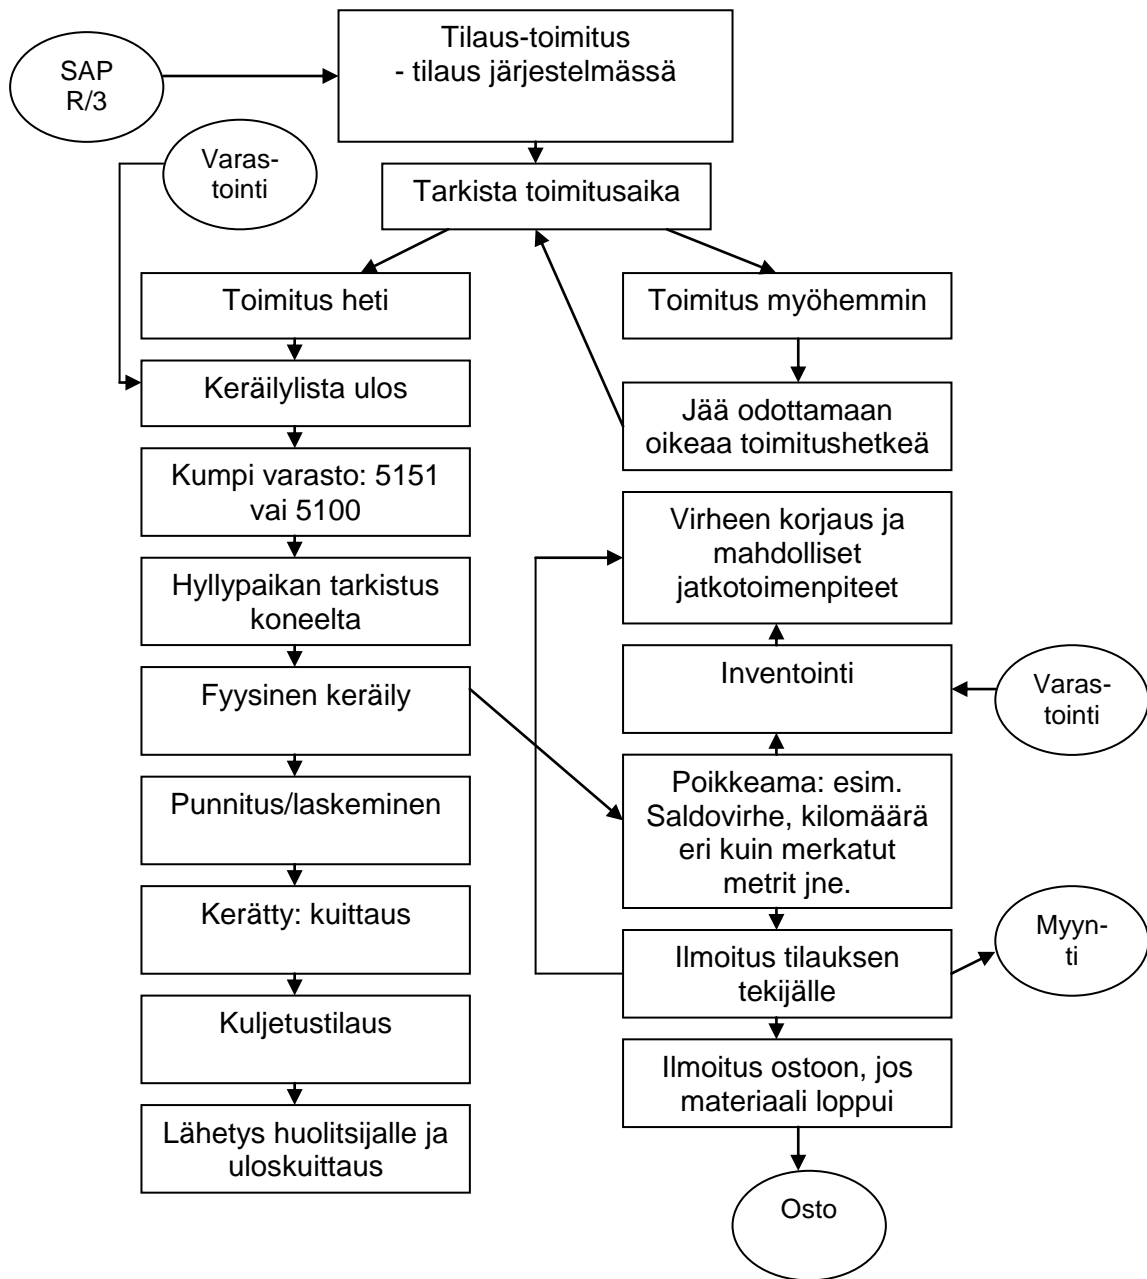 Tilaus-toimitus
- tilaus järjestelmässä
SAP
R/3
Varas-
tointi
Tarkista toimitusaika
Toimitus heti
Toimitus myöhemmin
Keräilylista ulos
Jää odottamaan
oikeaa toimitushetkeä
Kumpi varasto: 5151
vai 5100
Virheen korjaus ja
mahdolliset
jatkotoimenpiteet
Hyllypaikan tarkistus
koneelta
Fyysinen keräily
Inventointi
Varas-
tointi
Punnitus/laskeminen
Poikkeama: esim.
Saldovirhe, kilomäärä
eri kuin merkatut
metrit jne.
Kerätty: kuittaus
Ilmoitus tilauksen
tekijälle
Myyn-
ti
Kuljetustilaus
Ilmoitus ostoon, jos
materiaali loppui
Lähetys huolitsijalle ja
uloskuittaus
Osto